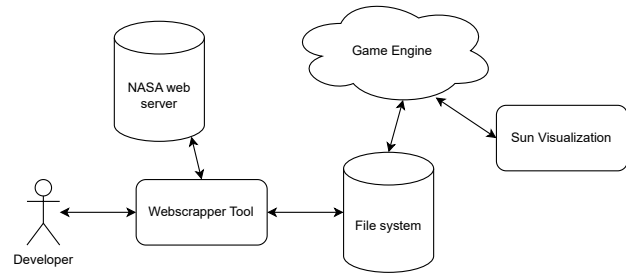 Game Engine
NASA web
server
Sun Visualization
Webscrapper Tool
File system
Developer